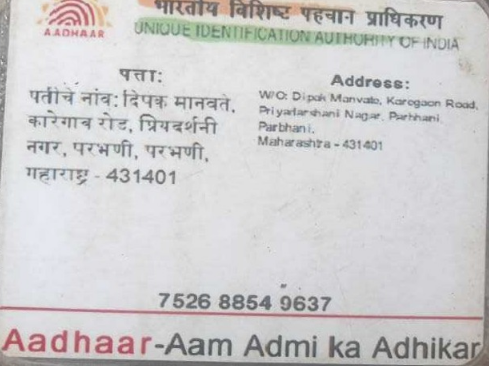 भारतीय विशिष्ट पहचान प्राधिकरण
AADHAAR
UNIQUE IDENTIFICATION AUTHORITY OF INDIA
पत्ता:
पतीचे नांव: दिपक मानवते,
कारेगाव रोड, प्रियदर्शनी
नगर, परभणी, परभणी,
महाराष्ट्र - 431401
Address:
W/O: Dipak Manvate, Karegaon Road,
Priyadarshani Nagar, Parbhani,
Parbhani,
Maharashtra - 431401
7526 8854 9637
Aadhaar-Aam Admi ka Adhikar